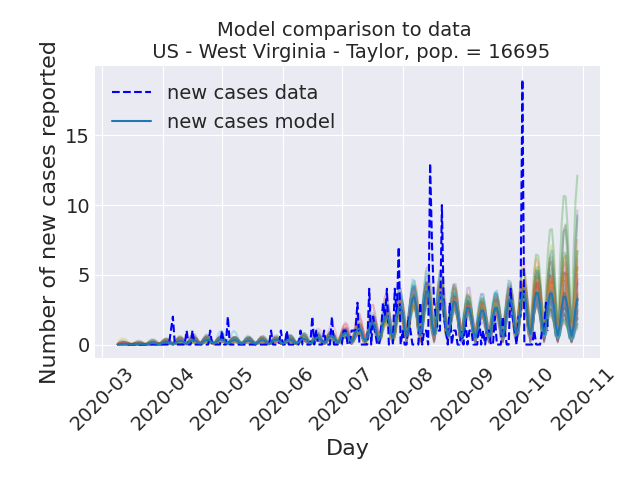 Model comparison to data
US - West Virginia - Taylor, pop. = 16695
new cases data
new cases model
Number of new cases reported
15
10
5
0
2020-03
2020-04
2020-05
2020-06
2020-07
2020-08
2020-09
2020-10
2020-11
Day